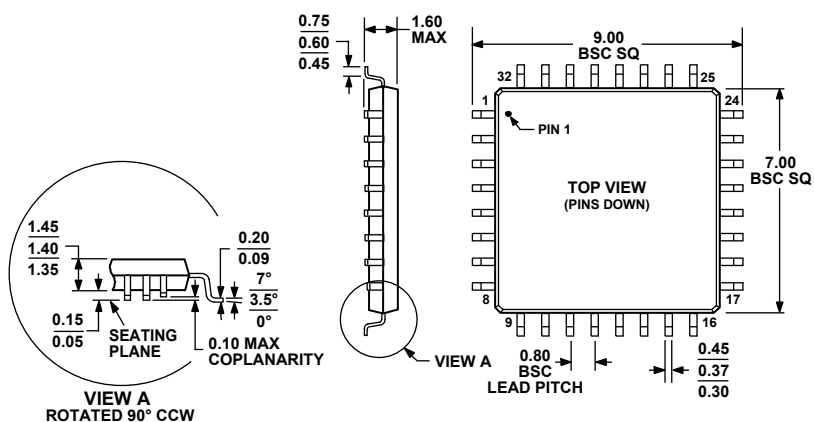 0.75
0.60
0.45
1.60
MAX
9.00
BSC SQ
32
25
1
24
PIN 1
7.00
BSC SQ
TOP VIEW
(PINS DOWN)
1.45
1.40
1.35
0.20
0.09
7°
3.5°
0°
0.15
0.05
SEATING
PLANE
0.10 MAX
COPLANARITY
8
17
9
16
VIEW A
0.80
BSC
LEAD PITCH
0.45
0.37
0.30
VIEW A
ROTATED 90° CCW